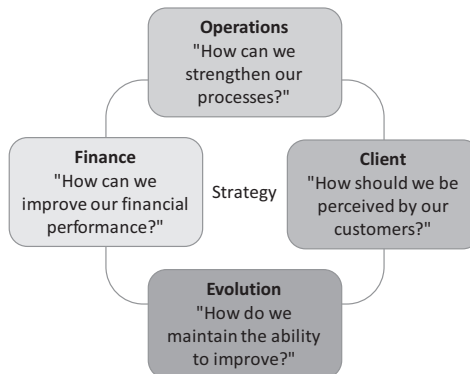 Operations
"How can we
strengthen our
processes?"
Finance
"How can we
improve our financial
performance?"
Strategy
Client
"How should we be
perceived by our
customers?"
Evolution
"How do we
maintain the ability
to improve?"